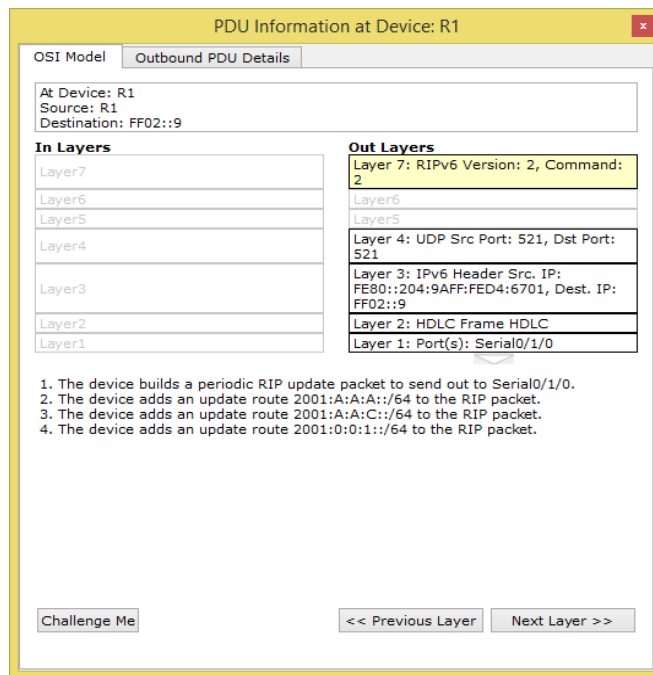 PDU Information at Device: R1
x
OSI Model
Outbound PDU Details
At Device: R1
Source: R1
Destination: FF02::9
In Layers
Out Layers
Layer7
Layer 7: RIPv6 Version: 2, Command:
2
Layer6
Layer6
Layer5
Layer5
Layer4
Layer 4: UDP Src Port: 521, Dst Port:
521
Layer3
Layer 3: IPv6 Header Src. IP:
FE80::204:9AFF:FED4:6701, Dest. IP:
FF02::9
Layer2
Layer 2: HDLC Frame HDLC
Layer1
Layer 1: Port(s): Serial0/1/0
1. The device builds a periodic RIP update packet to send out to Serial0/1/0.
2. The device adds an update route 2001:A:A:A::/64 to the RIP packet.
3. The device adds an update route 2001:A:A:C::/64 to the RIP packet.
4. The device adds an update route 2001:0:0:1::/64 to the RIP packet.
Challenge Me
<< Previous Layer
Next Layer >>